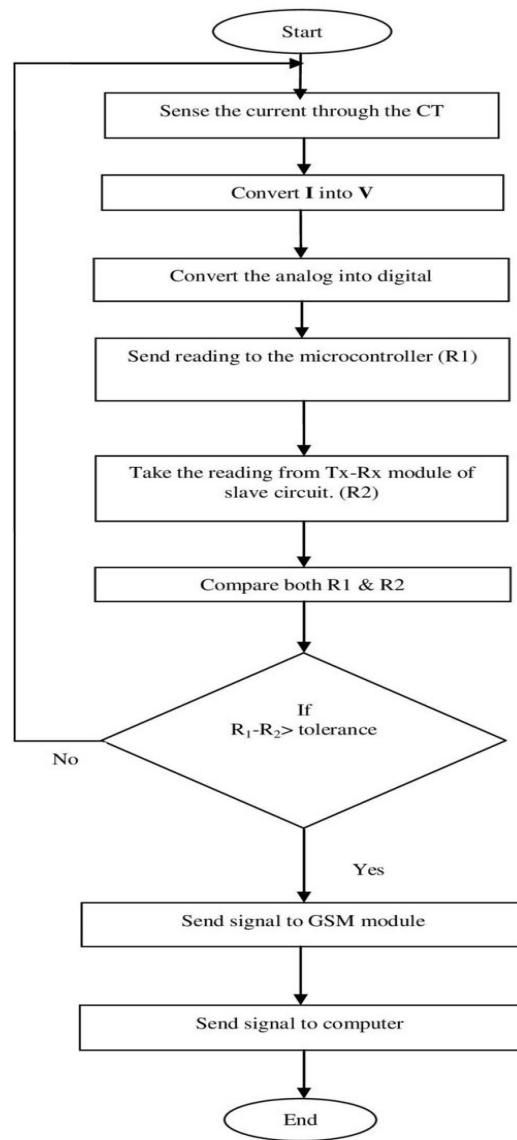 Start
Sense the current through the CT
Convert I into V
Convert the analog into digital
Send reading to the microcontroller (R1)
Take the reading from Tx-Rx module of
slave circuit. (R2)
Compare both R1 & R2
If
R₁-R₂> tolerance
No
Yes
Send signal to GSM module
Send signal to computer
End